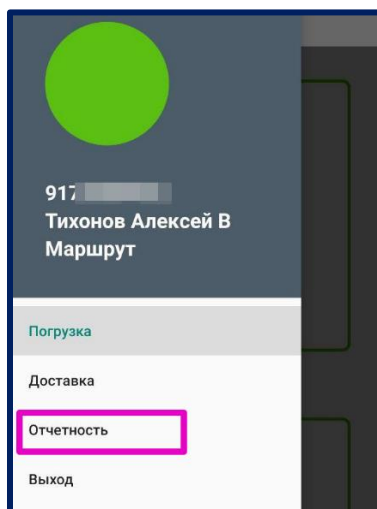 917
Тихонов Алексей В
Маршрут
Погрузка
Доставка
Отчетность
Выход